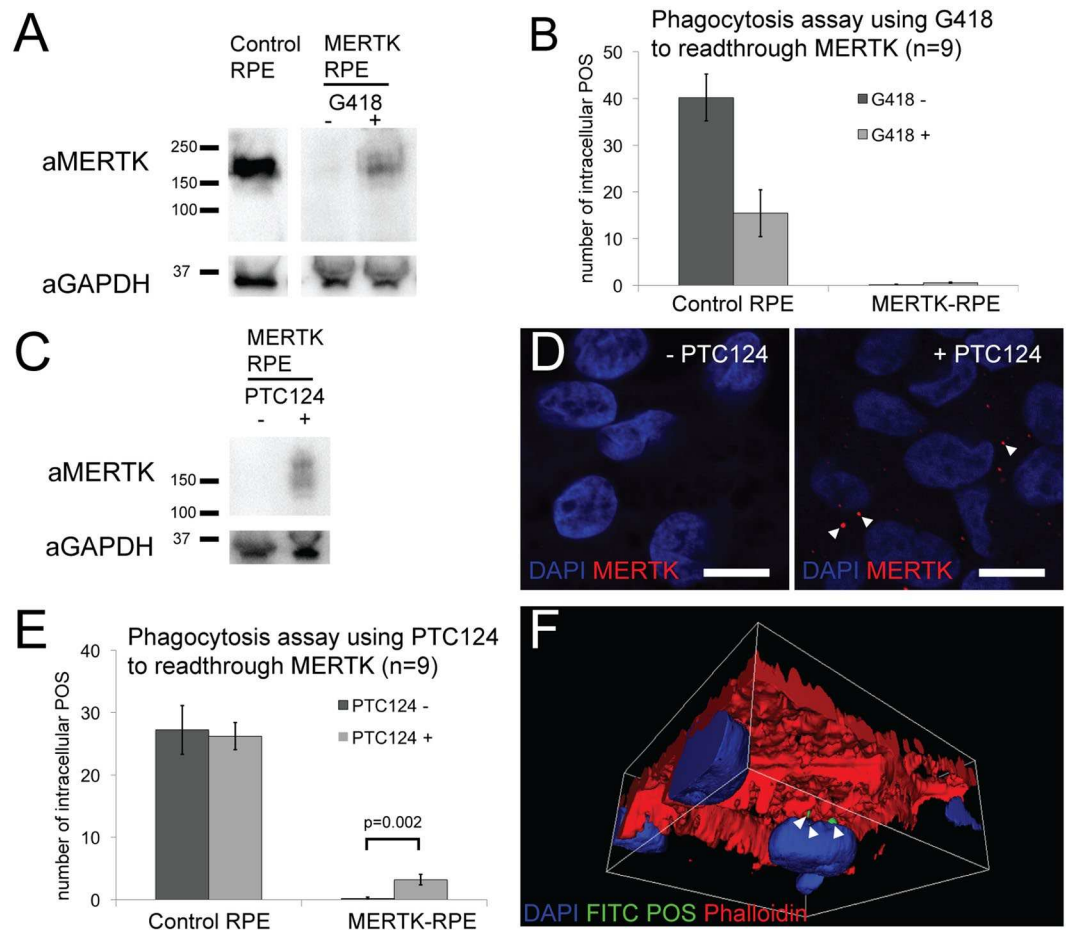 A
Control
RPE
MERTK
RPE
G418
- +
aMERTK
250
150
100
aGAPDH
37
B
Phagocytosis assay using G418
to readthrough MERTK (n=9)
number of intracellular POS
50
40
30
20
10
0
G418 -
G418 +
Control RPE
MERTK-RPE
C
MERTK
RPE
PTC124
- +
aMERTK
150
100
aGAPDH
37
D
- PTC124
DAPI MERTK
+ PTC124
DAPI MERTK
E
Phagocytosis assay using PTC124
to readthrough MERTK (n=9)
number of intracellular POS
40
30
20
10
0
PTC124 -
PTC124 +
p=0.002
Control RPE
MERTK-RPE
F
DAPI FITC POS Phalloidin